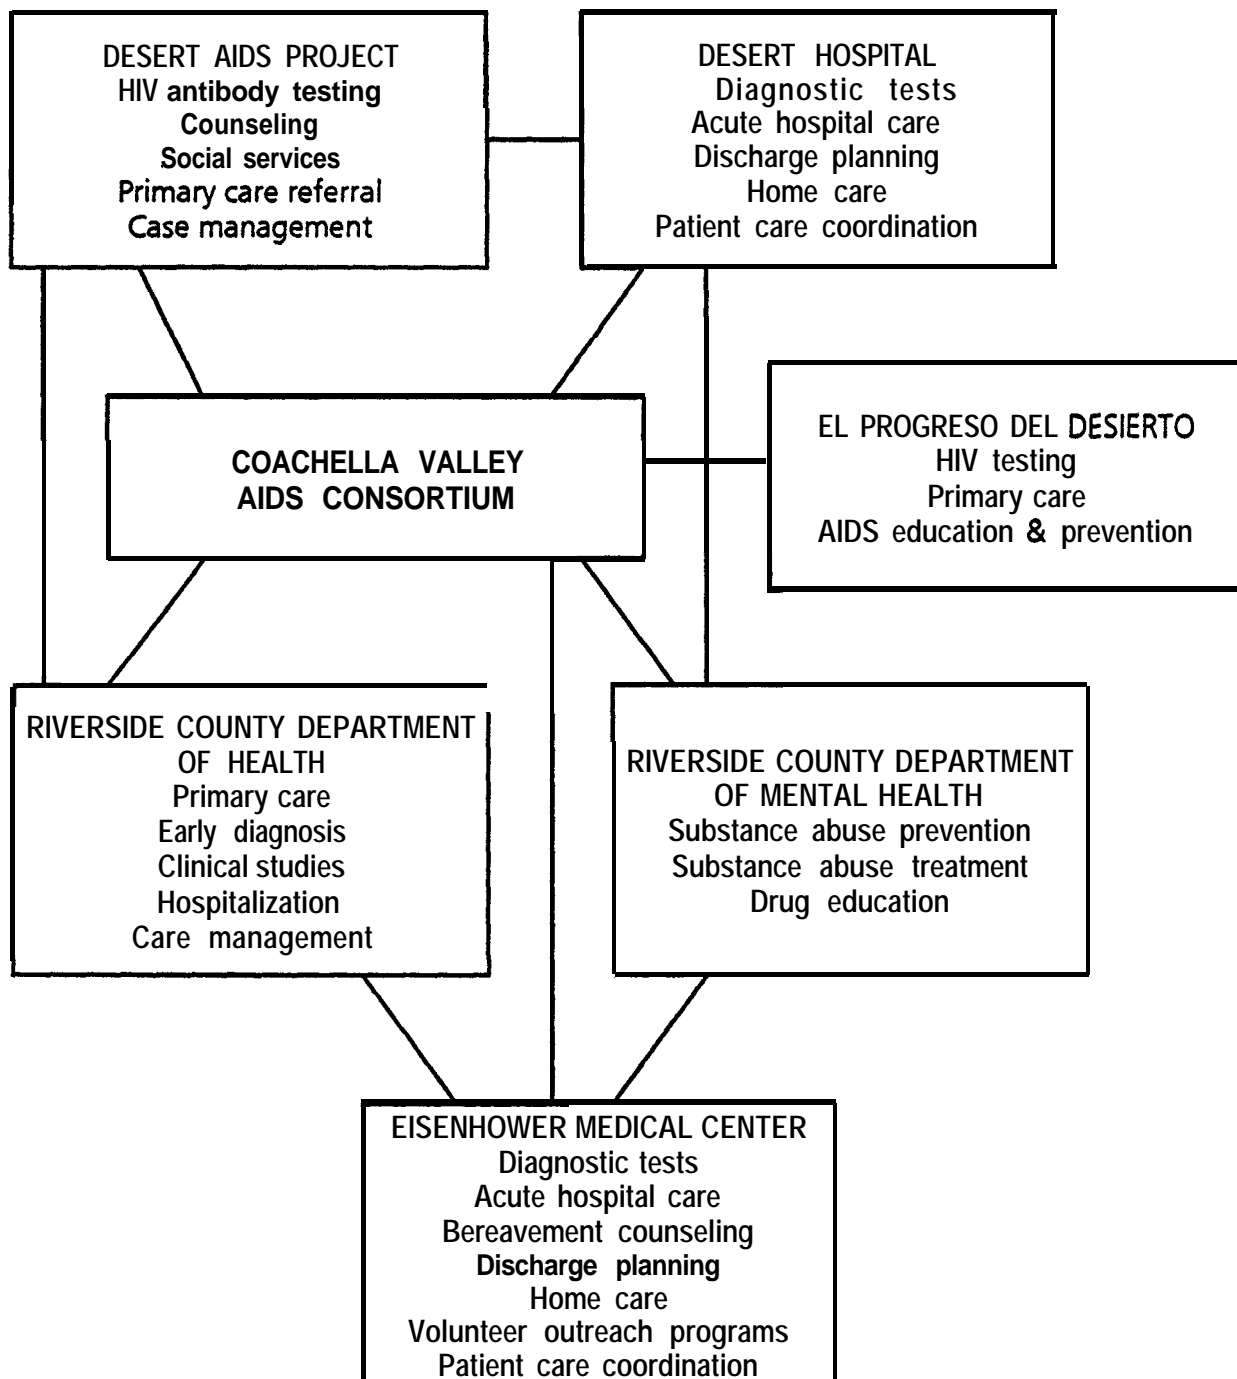 DESERT AIDS PROJECT
HIV antibody testing
Counseling
Social services
Primary care referral
Case management
DESERT HOSPITAL
Diagnostic tests
Acute hospital care
Discharge planning
Home care
Patient care coordination
COACHELLA VALLEY
AIDS CONSORTIUM
EL PROGRESO DEL DESIERTO
HIV testing
Primary care
AIDS education & prevention
RIVERSIDE COUNTY DEPARTMENT
OF HEALTH
Primary care
Early diagnosis
Clinical studies
Hospitalization
Care management
RIVERSIDE COUNTY DEPARTMENT
OF MENTAL HEALTH
Substance abuse prevention
Substance abuse treatment
Drug education
EISENHOWER MEDICAL CENTER
Diagnostic tests
Acute hospital care
Bereavement counseling
Discharge planning
Home care
Volunteer outreach programs
Patient care coordination